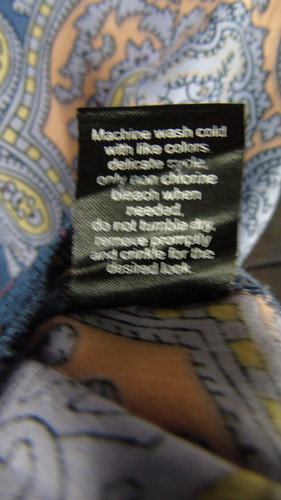 Machine wash cold
with like colors.
delicate cycle,
only non chlorine
bleach when
needed,
do not tumble dry,
remove promptly
and crinkle for the
desired look.